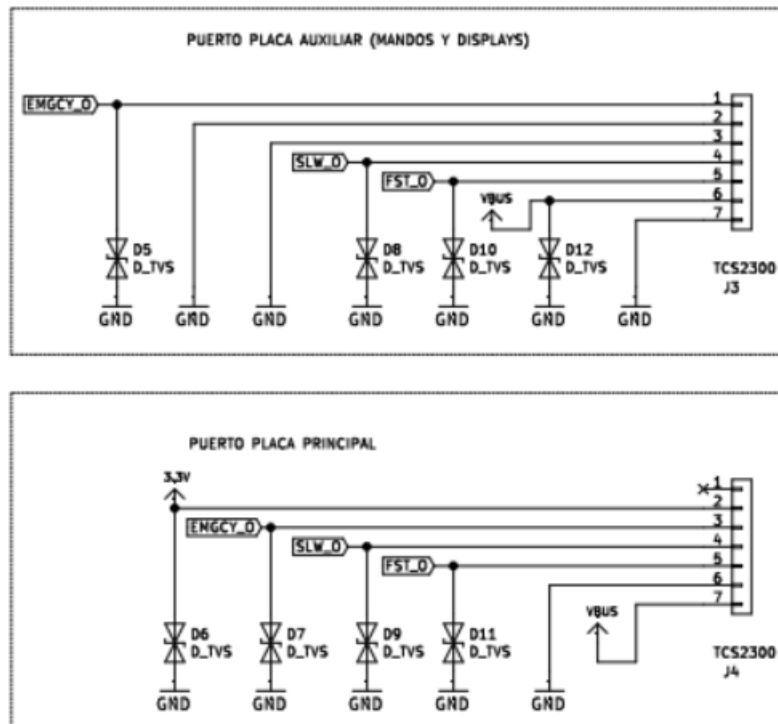 PUERTO PLACA AUXILIAR (MANDOS Y DISPLAYS)
EMGCY_O
1
2
3
SLW_O
4
FST_O
5
VBUS
6
7
D5
D_TVS
D8
D_TVS
D10
D_TVS
D12
D_TVS
TCS2300
J3
GND
GND
GND
GND
GND
GND
GND
PUERTO PLACA PRINCIPAL
3.3V
1
2
EMGCY_O
3
SLW_O
4
FST_O
5
6
VBUS
7
D6
D_TVS
D7
D_TVS
D9
D_TVS
D11
D_TVS
TCS2300
J4
GND
GND
GND
GND
GND